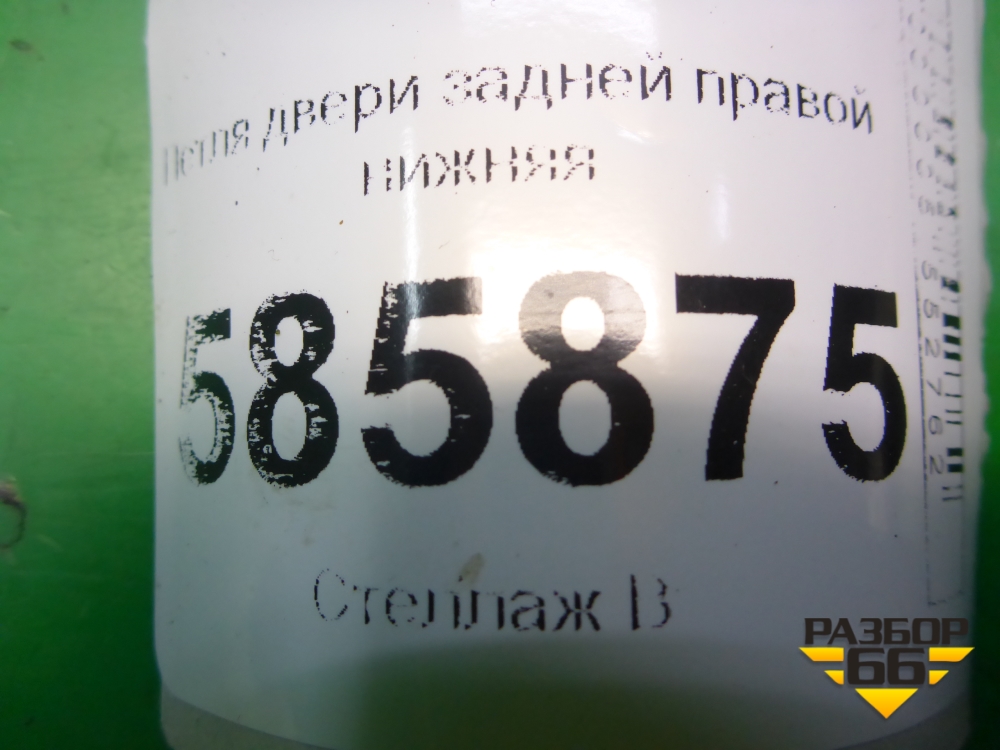 Петля двери задней правой
нижняя
585875
Стеллаж В
РАЗБОР
66